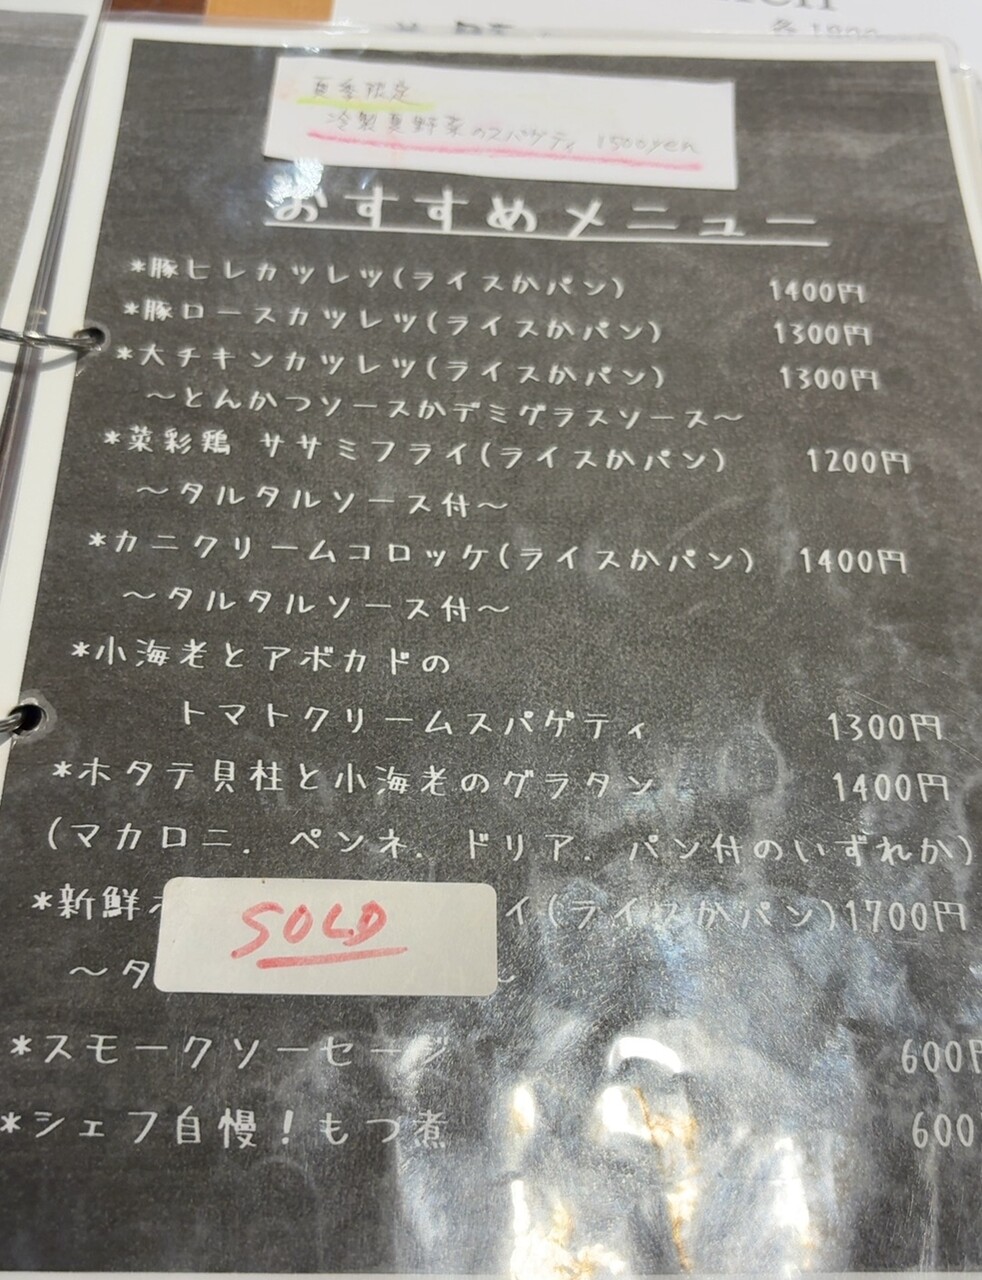 夏季限定
冷製夏野菜のスパゲティ 1500yen
おすすめメニュー
*豚ヒレカツレツ(ライスかパン) 1400円
*豚ロースカツレツ(ライスかパン) 1300円
*大チキンカツレツ(ライスかパン) 1300円
～とんかつソースかデミグラスソース～
*菜彩鶏 ササミフライ(ライスかパン) 1200円
～タルタルソース付～
*カニクリームコロッケ(ライスかパン) 1400円
～タルタルソース付～
*小海老とアボカドの
トマトクリームスパゲティ 1300円
*ホタテ貝柱と小海老のグラタン 1400円
(マカロニ. ペンネ. ドリア. パン付のいずれか)
*新鮮 イ(ライスかパン)1700円
SOLD
～タ ～
*スモークソーセージ 600円
*シェフ自慢!もつ煮 600